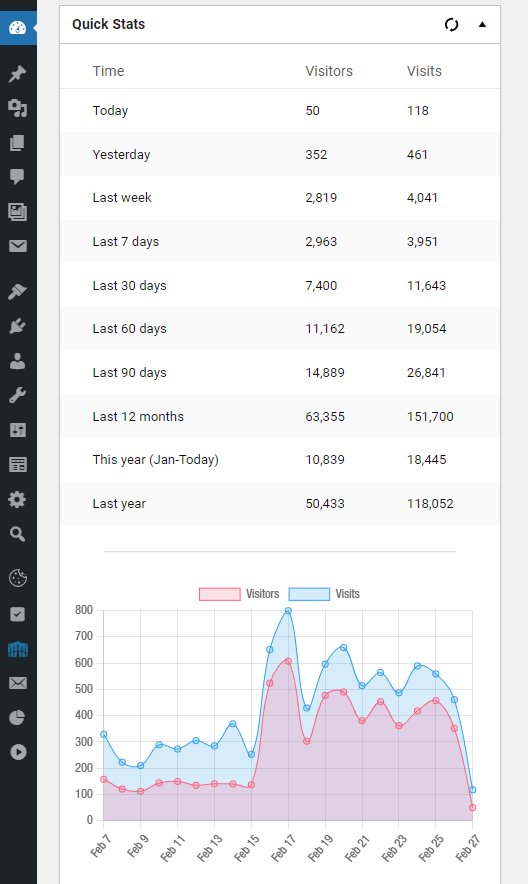 Quick Stats
Time Visitors Visits
Today 50 118
Yesterday 352 461
Last week 2,819 4,041
Last 7 days 2,963 3,951
Last 30 days 7,400 11,643
Last 60 days 11,162 19,054
Last 90 days 14,889 26,841
Last 12 months 63,355 151,700
This year (Jan-Today) 10,839 18,445
Last year 50,433 118,052
Visitors Visits
800
700
600
500
400
300
200
100
0
Feb 7 Feb 9 Feb 11 Feb 13 Feb 15 Feb 17 Feb 19 Feb 21 Feb 23 Feb 25 Feb 27